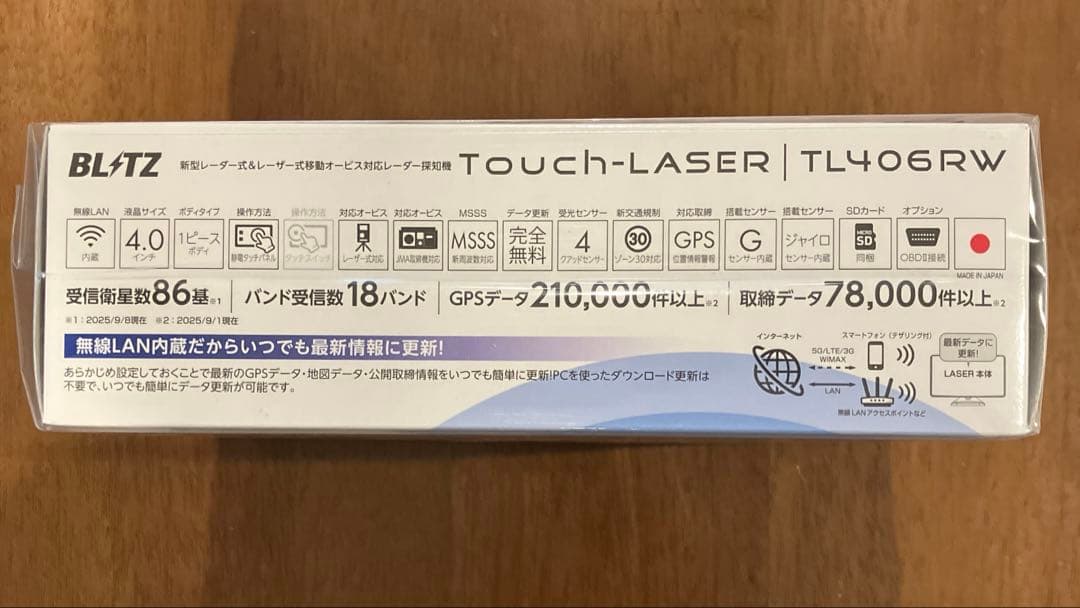 BLITZ 新型レーダー式&レーザー式移動オービス対応レーダー探知機 Touch-LASER | TL406RW
無線LAN 液晶サイズ ボディタイプ 操作方法 操作方法 対応オービス 対応オービス MSSS データ更新 受光センサー 新交通規制 対応取締 搭載センサー 搭載センサー SDカード オプション
4.0 1ピース MSSS 完全 4 30 GPS G ジャイロ MICRO SD
内蔵 インチ ボディ 静電タッチパネル タッチスイッチ レーザー式対応 JMA取締機対応 新周波数対応 無料 クアッドセンサー ゾーン30対応 位置情報警報 センサー内蔵 センサー内蔵 同梱 OBDⅡ接続
MADE IN JAPAN
受信衛星数86基※1 バンド受信数18バンド GPSデータ210,000件以上※2 取締データ78,000件以上※2
※1:2025/9/8現在 ※2:2025/9/1現在
無線LAN内蔵だからいつでも最新情報に更新!
あらかじめ設定しておくことで最新のGPSデータ・地図データ・公開取締情報をいつでも簡単に更新!PCを使ったダウンロード更新は
不要で、いつでも簡単にデータ更新が可能です。
インターネット
スマートフォン(テザリング付)
5G/LTE/3G
WiMAX
LAN
無線LANアクセスポイントなど
最新データに
更新!
LASER 本体